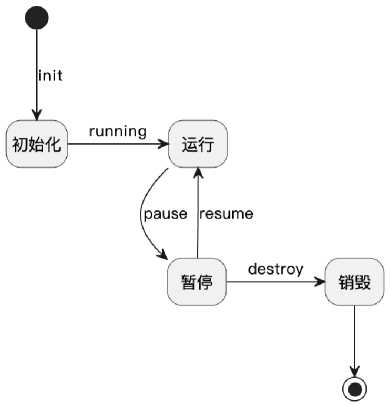 init
初始化
running
运行
pause
resume
暂停
destroy
销毁